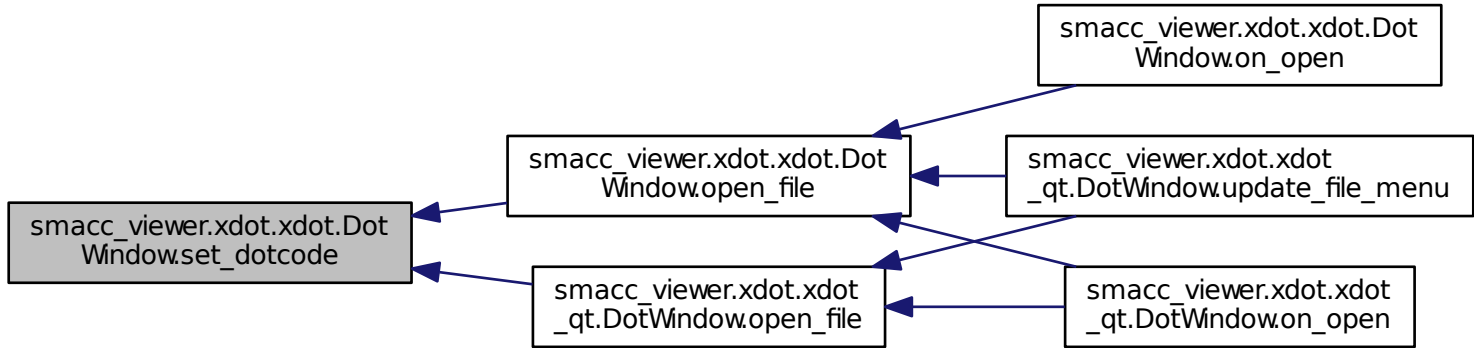 smacc_viewer.xdot.xdot.Dot
Window.set_dotcode
smacc_viewer.xdot.xdot.Dot
Window.open_file
smacc_viewer.xdot.xdot
_qt.DotWindow.open_file
smacc_viewer.xdot.xdot.Dot
Window.on_open
smacc_viewer.xdot.xdot
_qt.DotWindow.update_file_menu
smacc_viewer.xdot.xdot
_qt.DotWindow.on_open